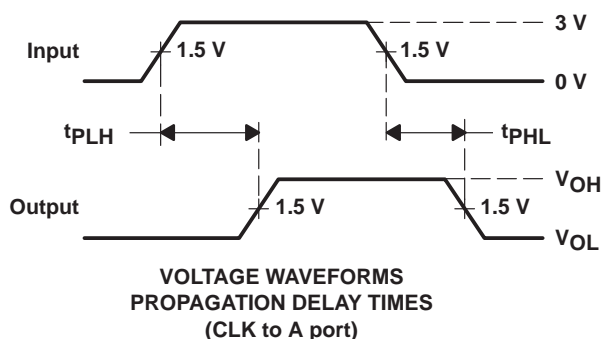 3 V
Input
1.5 V
1.5 V
0 V
tPLH
tPHL
VOH
Output
1.5 V
1.5 V
VOL
VOLTAGE WAVEFORMS
PROPAGATION DELAY TIMES
(CLK to A port)